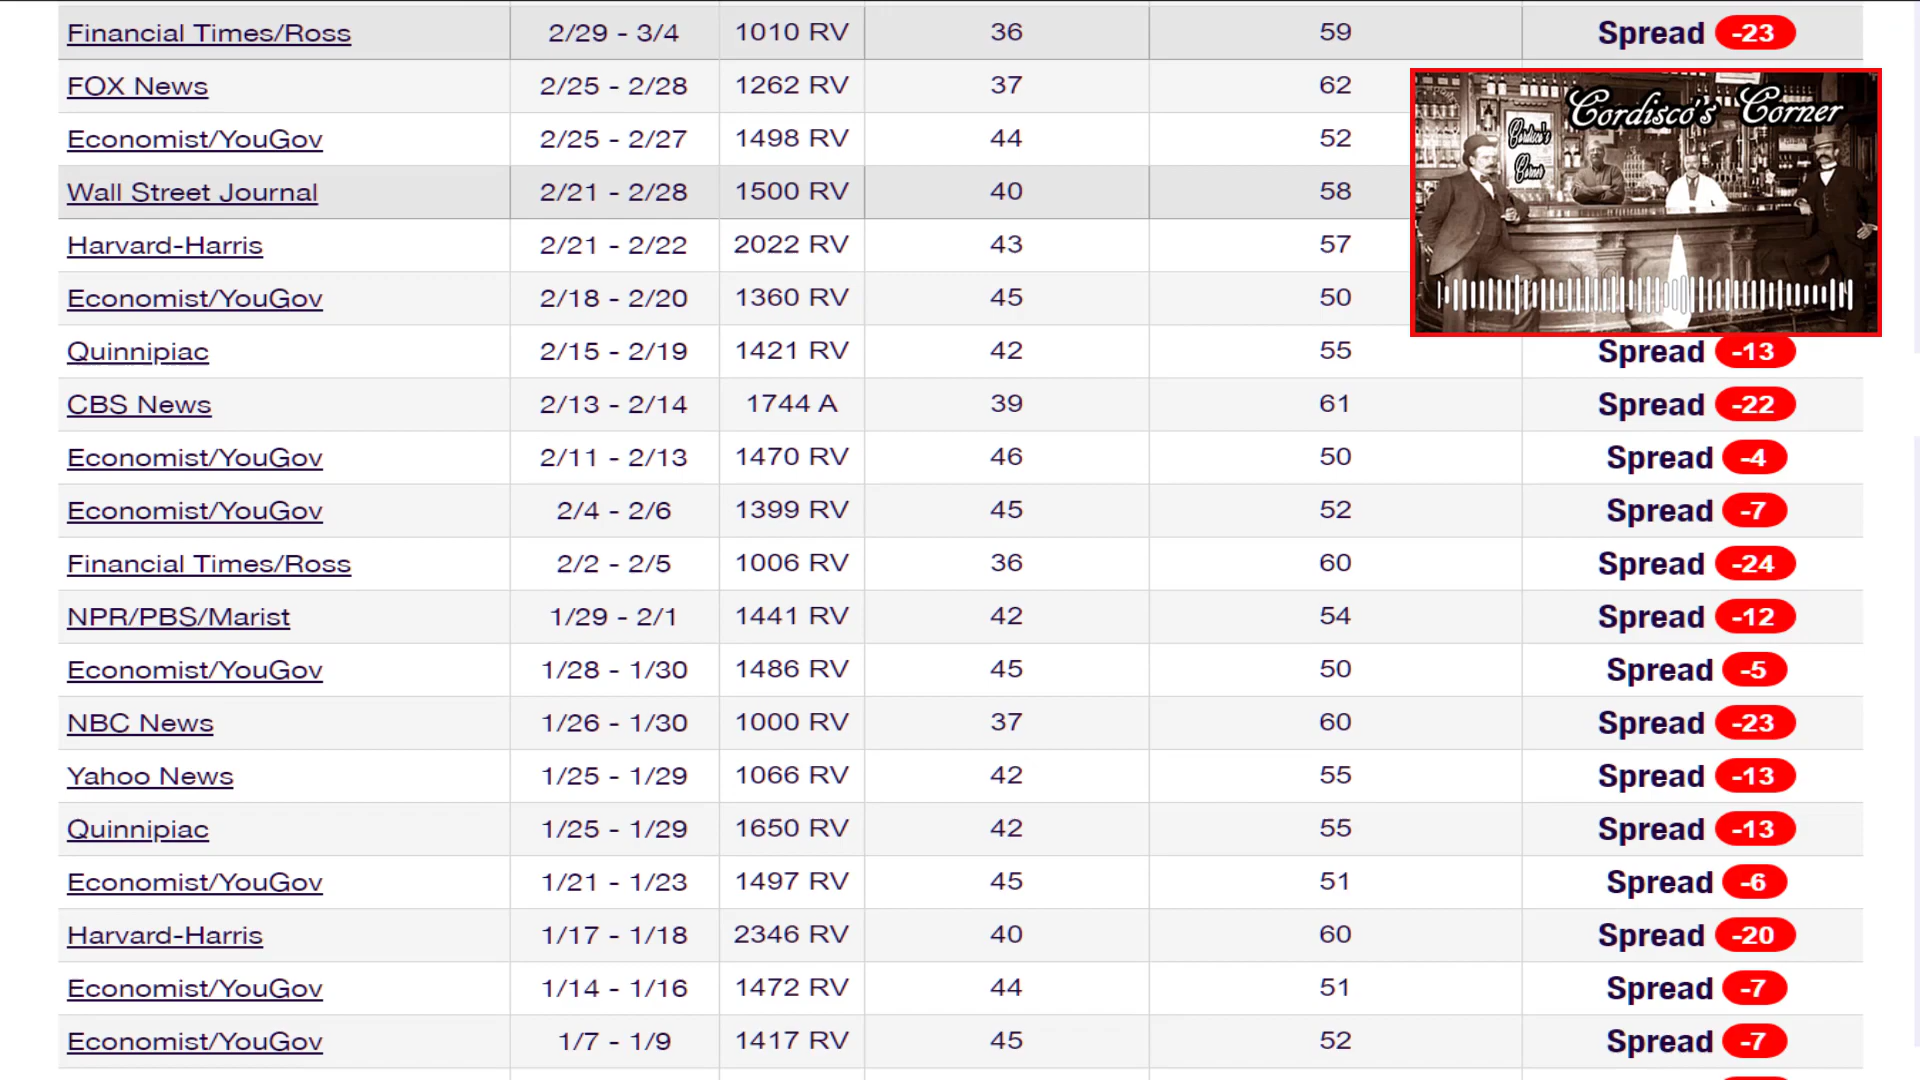 Financial Times/Ross 2/29 - 3/4 1010 RV 36 59 Spread -23
FOX News 2/25 - 2/28 1262 RV 37 62
Cordisco's Corner
Economist/YouGov 2/25 - 2/27 1498 RV 44 52
Cordisco's
Corner
Wall Street Journal 2/21 - 2/28 1500 RV 40 58
Harvard-Harris 2/21 - 2/22 2022 RV 43 57
Economist/YouGov 2/18 - 2/20 1360 RV 45 50
Quinnipiac 2/15 - 2/19 1421 RV 42 55 Spread -13
CBS News 2/13 - 2/14 1744 A 39 61 Spread -22
Economist/YouGov 2/11 - 2/13 1470 RV 46 50 Spread -4
Economist/YouGov 2/4 - 2/6 1399 RV 45 52 Spread -7
Financial Times/Ross 2/2 - 2/5 1006 RV 36 60 Spread -24
NPR/PBS/Marist 1/29 - 2/1 1441 RV 42 54 Spread -12
Economist/YouGov 1/28 - 1/30 1486 RV 45 50 Spread -5
NBC News 1/26 - 1/30 1000 RV 37 60 Spread -23
Yahoo News 1/25 - 1/29 1066 RV 42 55 Spread -13
Quinnipiac 1/25 - 1/29 1650 RV 42 55 Spread -13
Economist/YouGov 1/21 - 1/23 1497 RV 45 51 Spread -6
Harvard-Harris 1/17 - 1/18 2346 RV 40 60 Spread -20
Economist/YouGov 1/14 - 1/16 1472 RV 44 51 Spread -7
Economist/YouGov 1/7 - 1/9 1417 RV 45 52 Spread -7